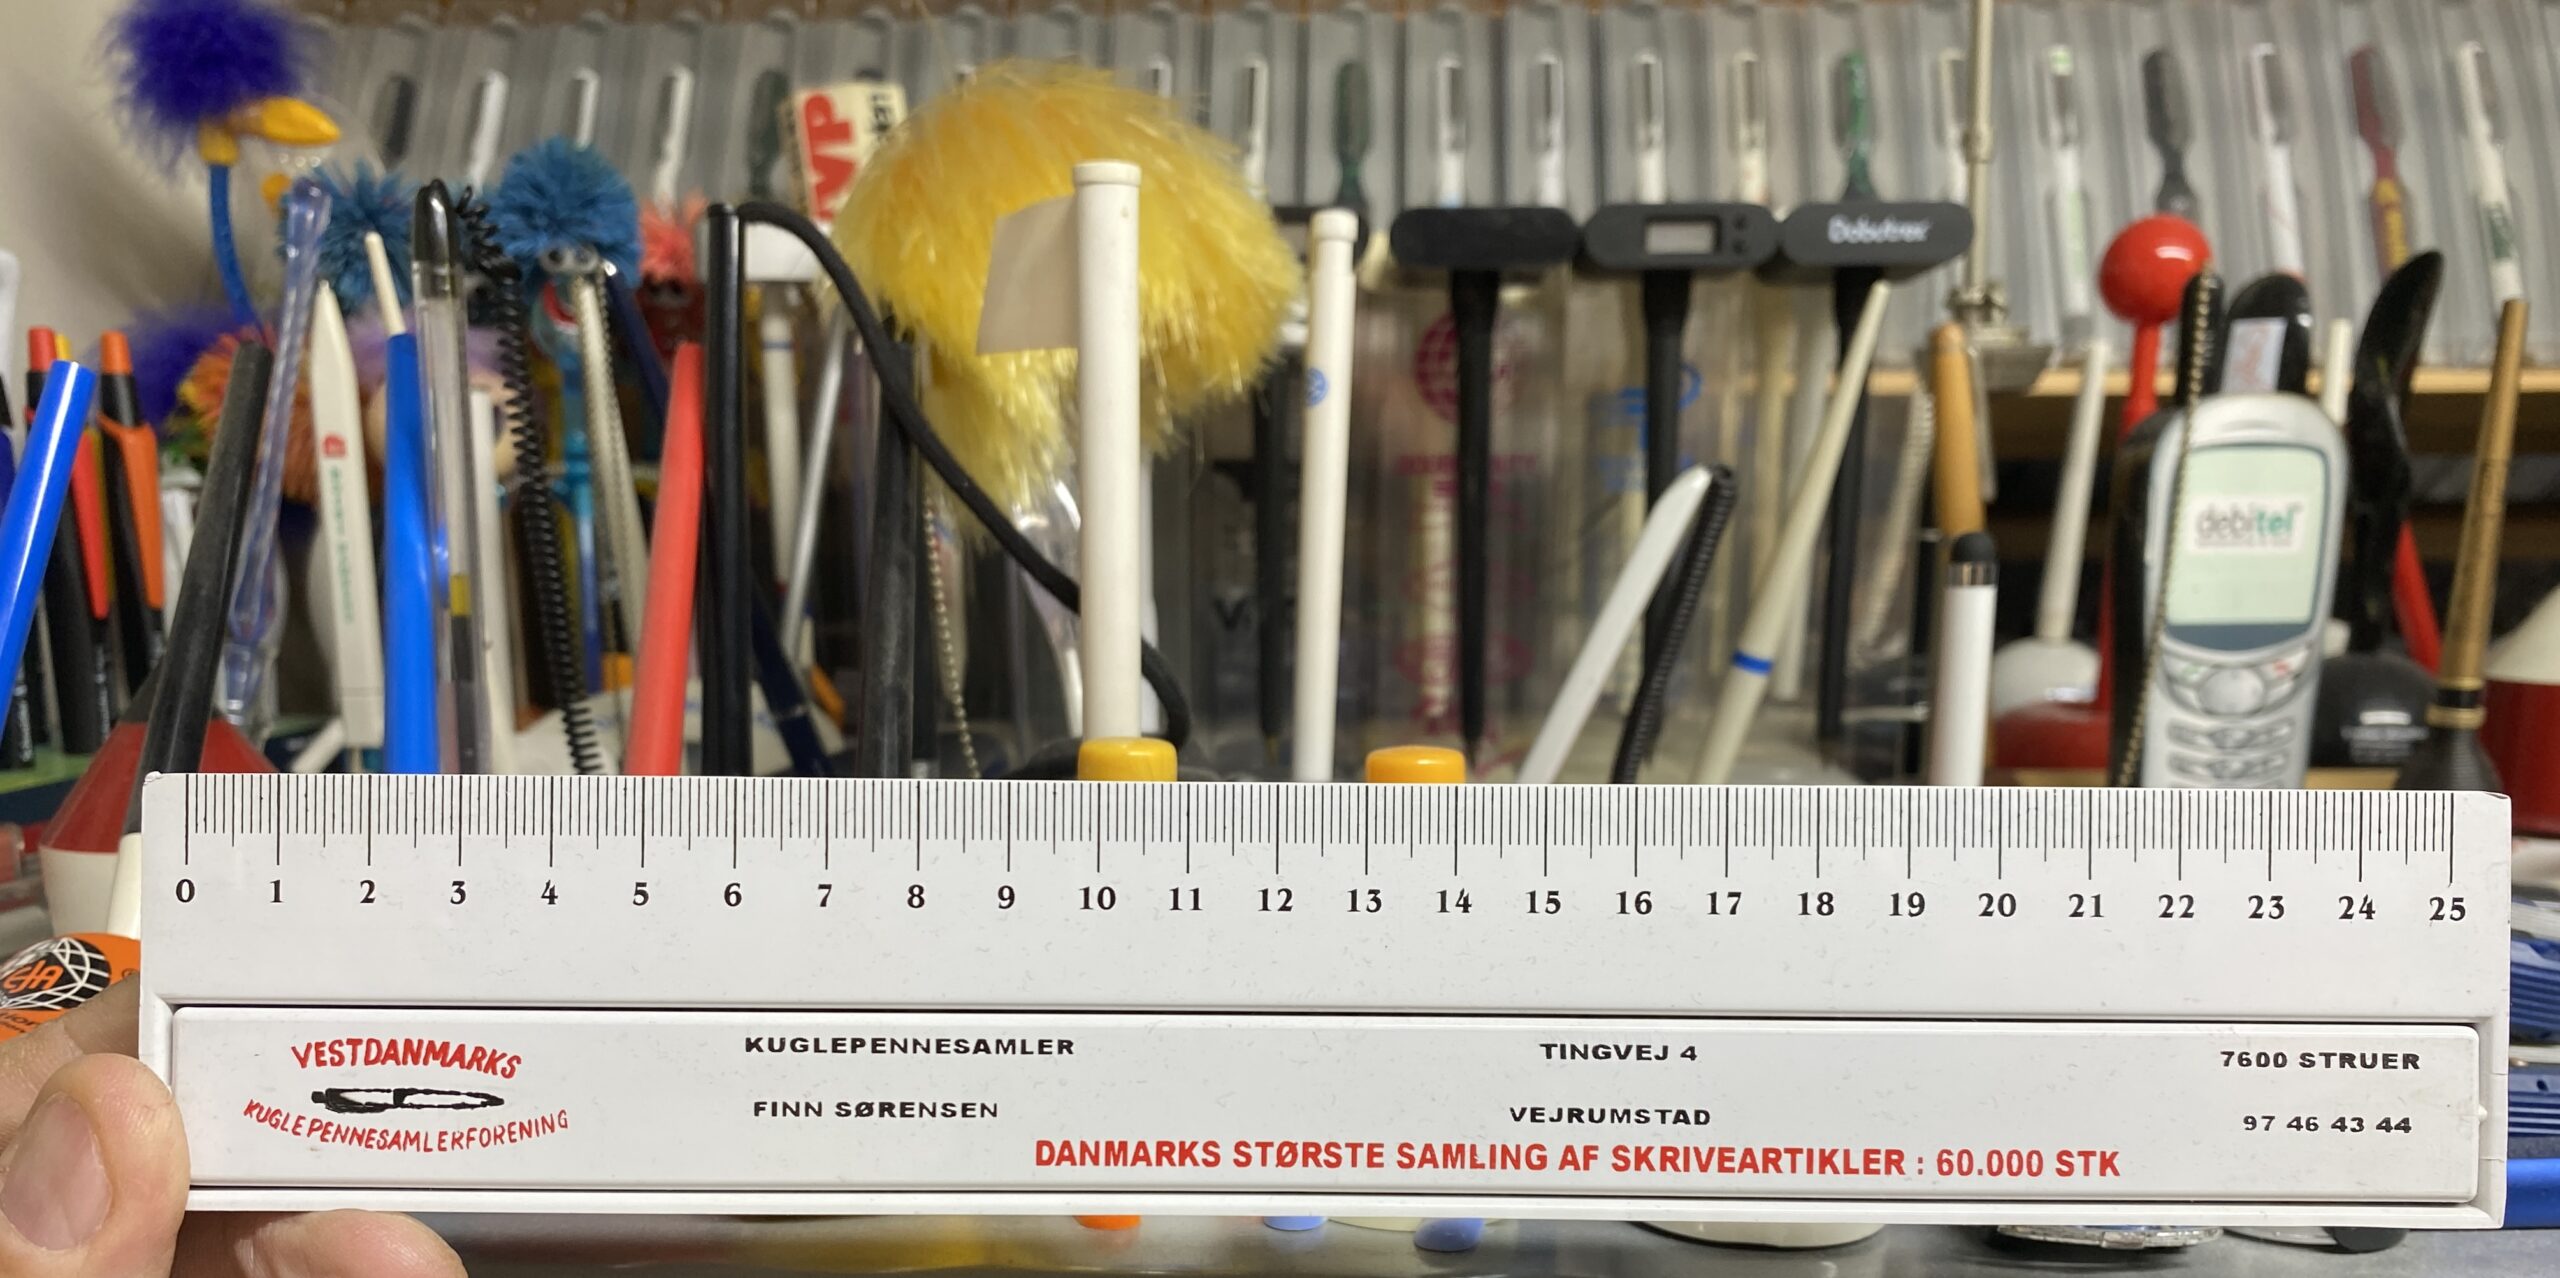 debitel
0 1 2 3 4 5 6 7 8 9 10 11 12 13 14 15 16 17 18 19 20 21 22 23 24 25
VESTDANMARKS
KUGLEPENNESAMLERFORENING
KUGLEPENNESAMLER
FINN SØRENSEN
TINGVEJ 4
VEJRUMSTAD
7600 STRUER
97 46 43 44
DANMARKS STØRSTE SAMLING AF SKRIVEARTIKLER : 60.000 STK